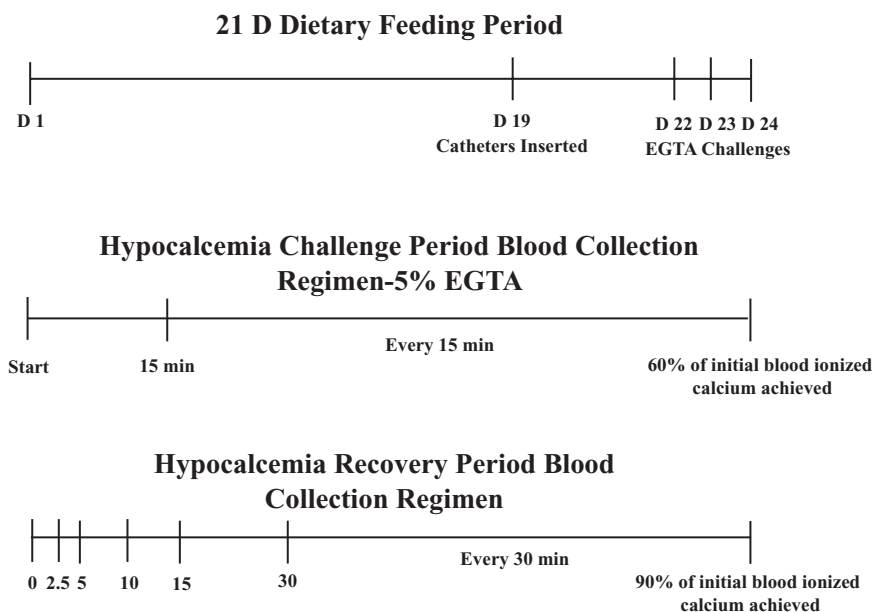 21 D Dietary Feeding Period
D 1
D 19
D 22 D 23 D 24
Catheters Inserted
EGTA Challenges
Hypocalcemia Challenge Period Blood Collection
Regimen-5% EGTA
Every 15 min
Start
15 min
60% of initial blood ionized
calcium achieved
Hypocalcemia Recovery Period Blood
Collection Regimen
Every 30 min
0 2.5 5 10 15 30
90% of initial blood ionized
calcium achieved